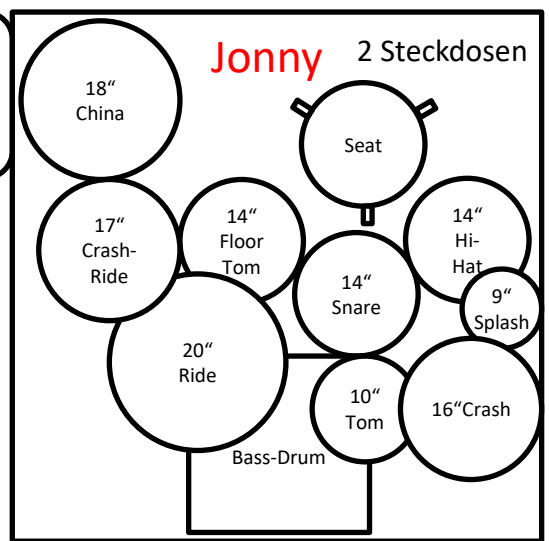 Jonny
2 Steckdosen
18“
China
Seat
17“
Crash-
Ride
14“
Floor
Tom
14“
Hi-
Hat
14“
Snare
9“
Splash
20“
Ride
10“
Tom
16“Crash
Bass-Drum